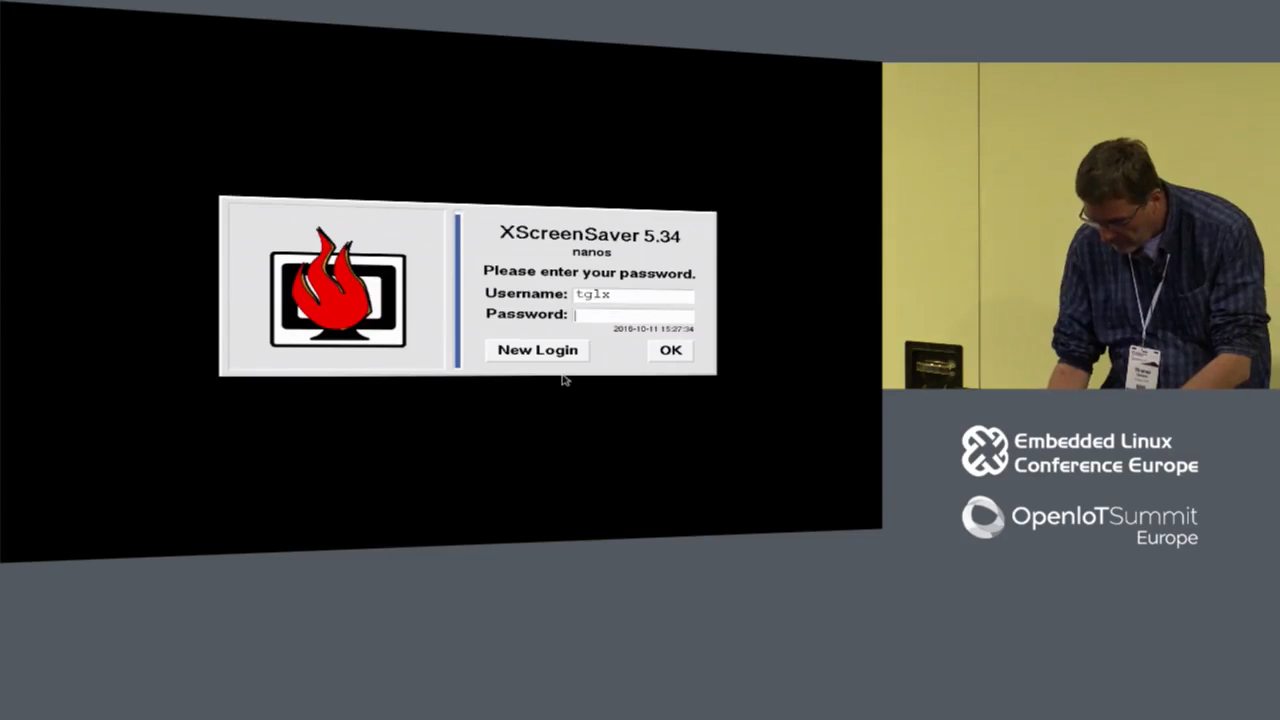 XScreenSaver 5.34
nanos
Please enter your password.
Username: tglx
Password:
2016-10-11 15:27:34
New Login
OK
Embedded Linux
Conference Europe
OpenIoTSummit
Europe